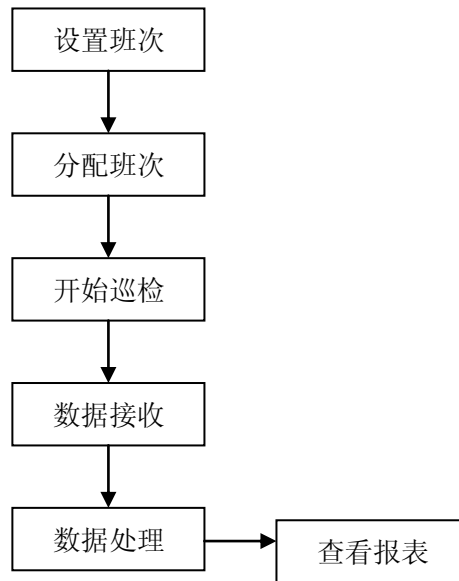 设置班次
分配班次
开始巡检
数据接收
数据处理
查看报表